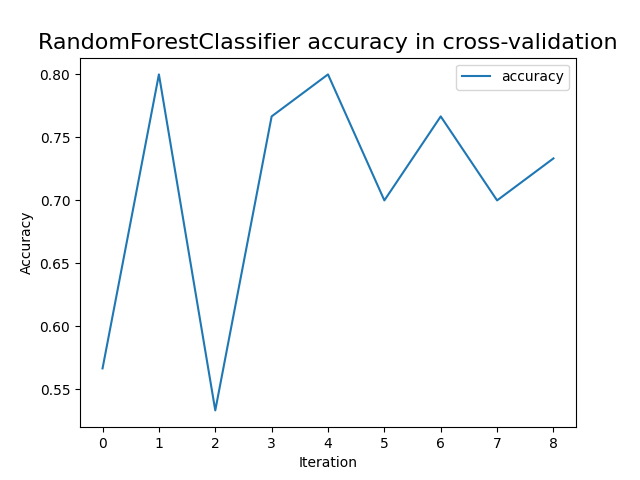 RandomForestClassifier accuracy in cross-validation
accuracy
0.80
0.75
0.70
0.65
0.60
0.55
Accuracy
0 1 2 3 4 5 6 7 8
Iteration